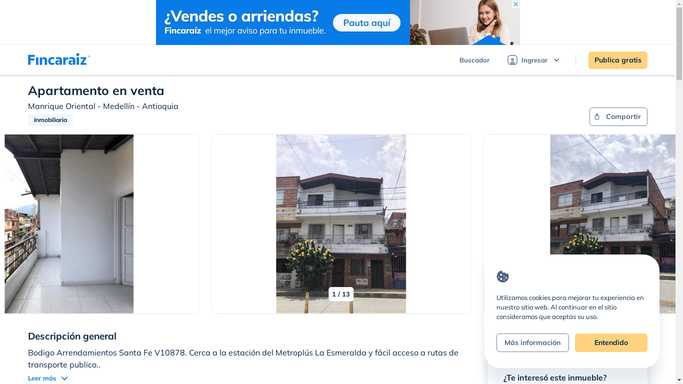 ¿Vendes o arriendas?
Fincaraíz el mejor aviso para tu inmueble.
Pauta aquí
Fincaraíz
Buscador
Ingresar
Publica gratis
Apartamento en venta
Manrique Oriental - Medellín - Antioquia
Inmobiliaria
Compartir
1 / 13
Utilizamos cookies para mejorar tu experiencia en
nuestro sitio web. Al continuar en el sitio
consideramos que aceptas su uso.
Más información
Entendido
Descripción general
Bodigo Arrendamientos Santa Fe V10878. Cerca a la estación del Metroplús La Esmeralda y fácil acceso a rutas de
transporte publico..
Leer más
¿Te interesó este inmueble?